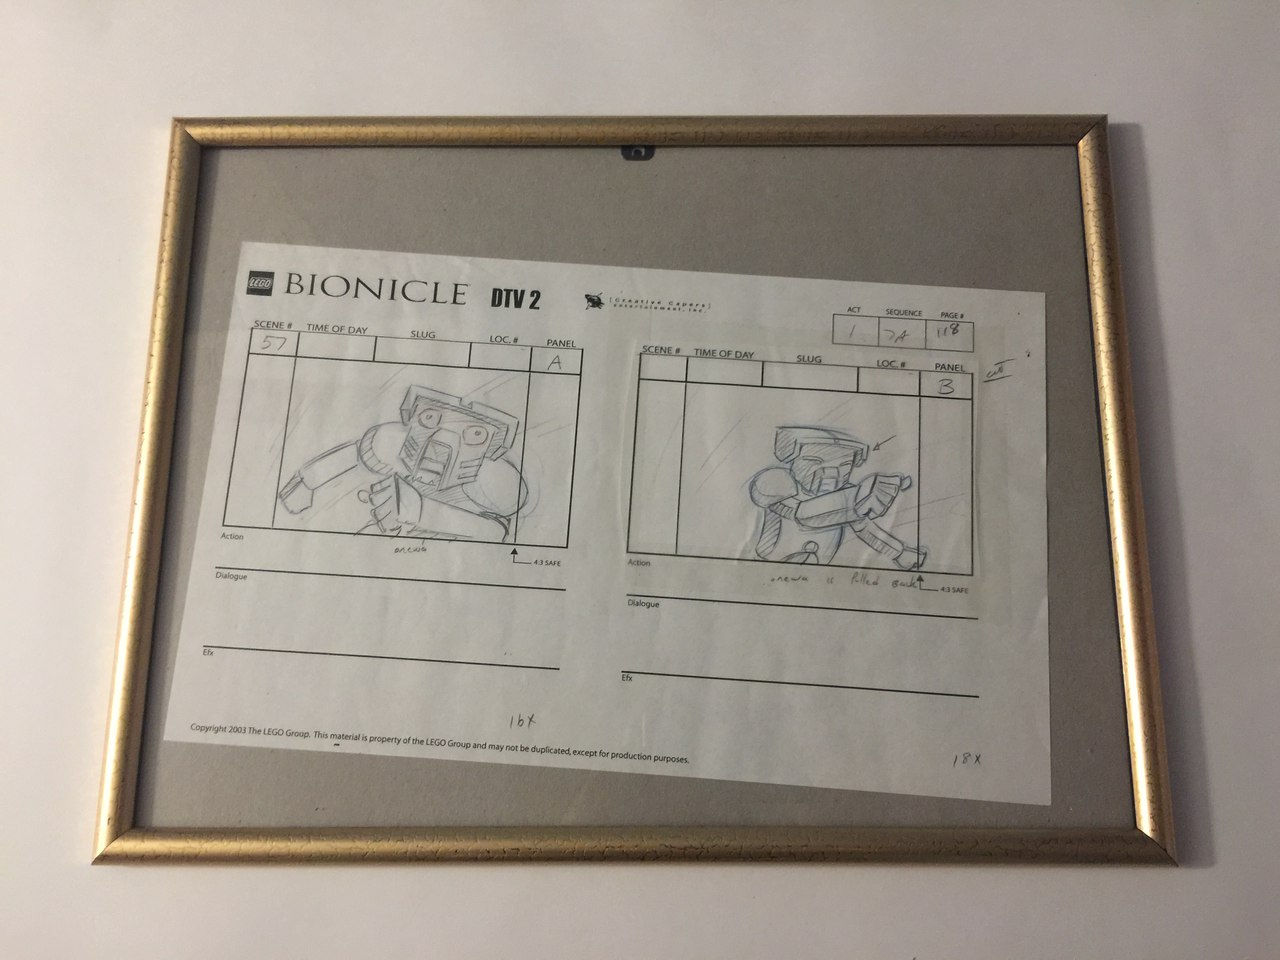 LEGO BIONICLE DTV 2 [Creative Capers]
entertainment, inc.
ACT SEQUENCE PAGE #
1 7A 118
SCENE # TIME OF DAY SLUG LOC. # PANEL
57 A
Action
onewa
4:3 SAFE
Dialogue
Efx
16x
SCENE # TIME OF DAY SLUG LOC. # PANEL
B
Action
onewa is Pulled Back
4:3 SAFE
Dialogue
Efx
18x
Copyright 2003 The LEGO Group. This material is property of the LEGO Group and may not be duplicated, except for production purposes.